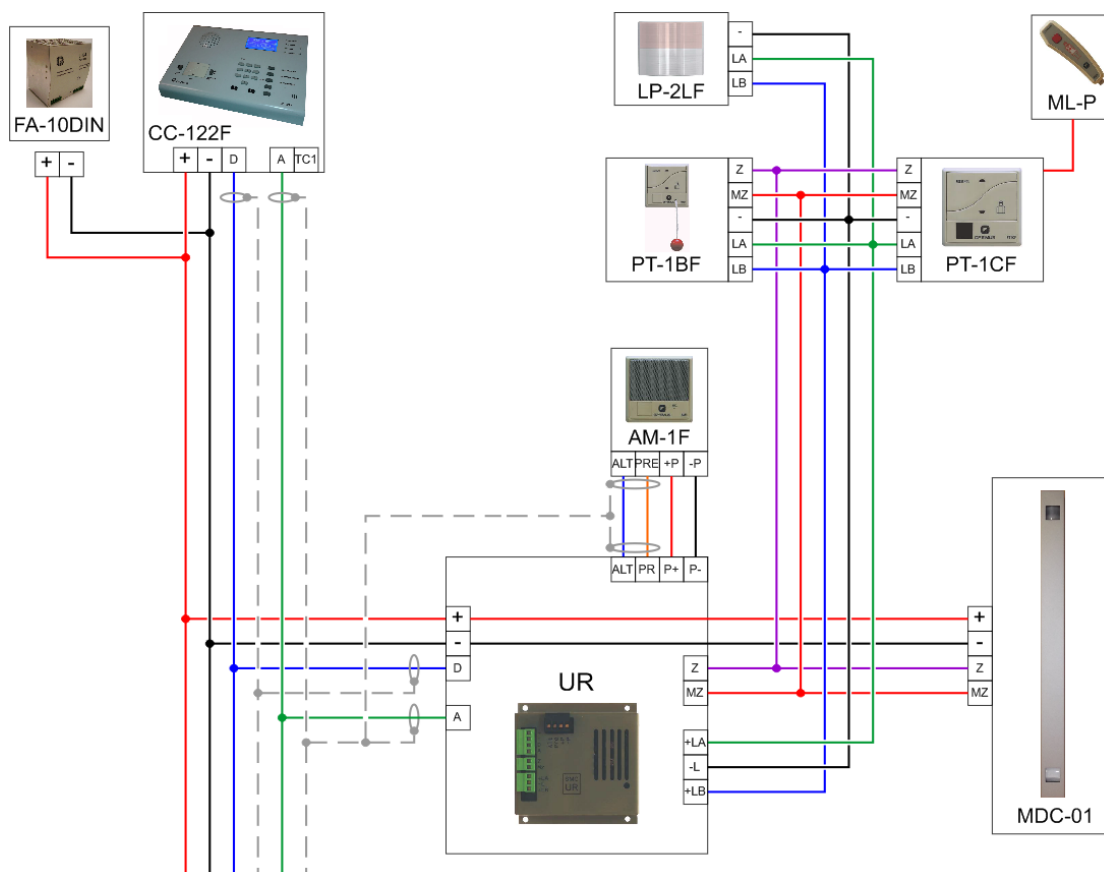 FA-10DIN
+ -
CC-122F
+ - D A TC1
LP-2LF
-
LA
LB
ML-P
PT-1BF
Z
MZ
-
LA
LB
PT-1CF
Z
MZ
-
LA
LB
AM-1F
ALT PRE +P -P
ALT PR P+ P-
+
-
D
A
UR
UR
Z
MZ
+LA
-L
+LB
+
-
Z
MZ
MDC-01